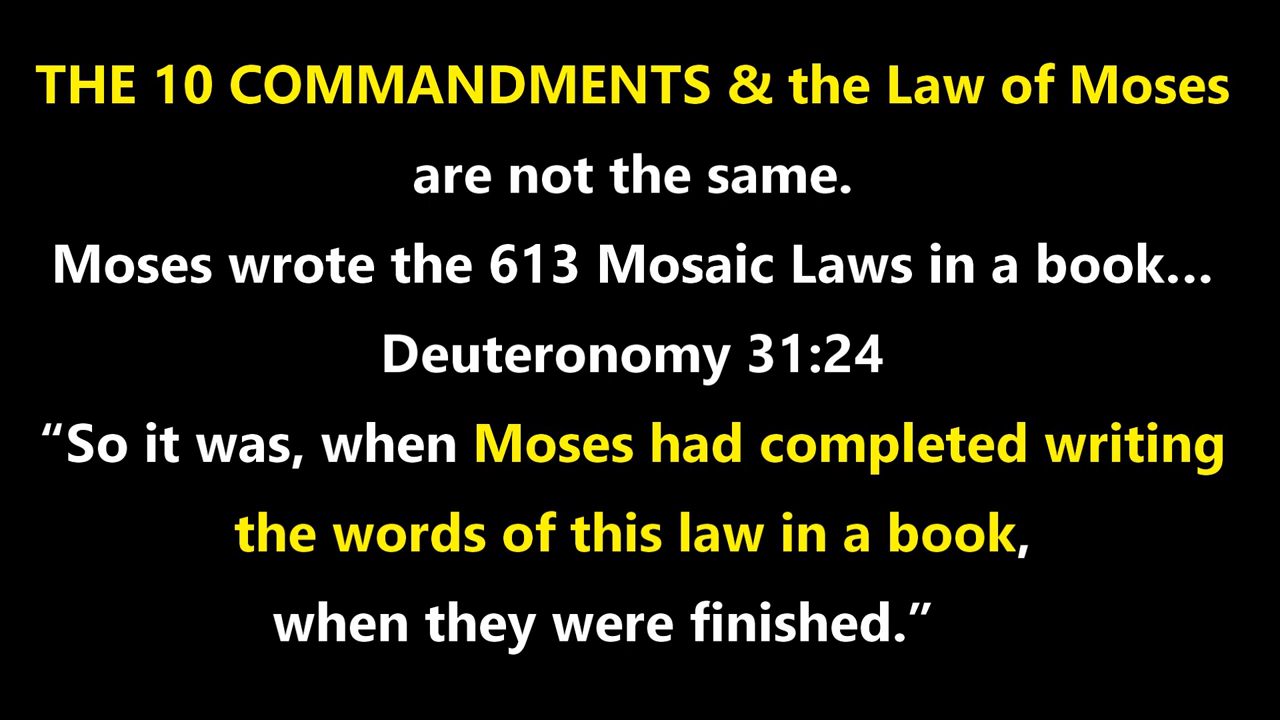 THE 10 COMMANDMENTS & the Law of Moses
are not the same.
Moses wrote the 613 Mosaic Laws in a book…
Deuteronomy 31:24
“So it was, when Moses had completed writing
the words of this law in a book,
when they were finished.”